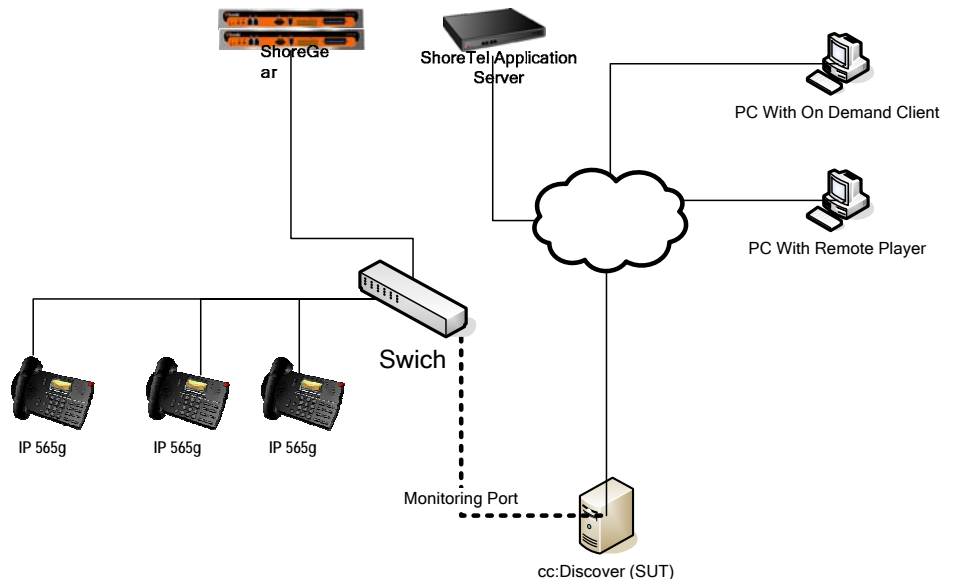 ShoreGe
ar
ShoreTel Application
Server
PC With On Demand Client
PC With Remote Player
Swich
IP 565g
IP 565g
IP 565g
Monitoring Port
cc:Discover (SUT)